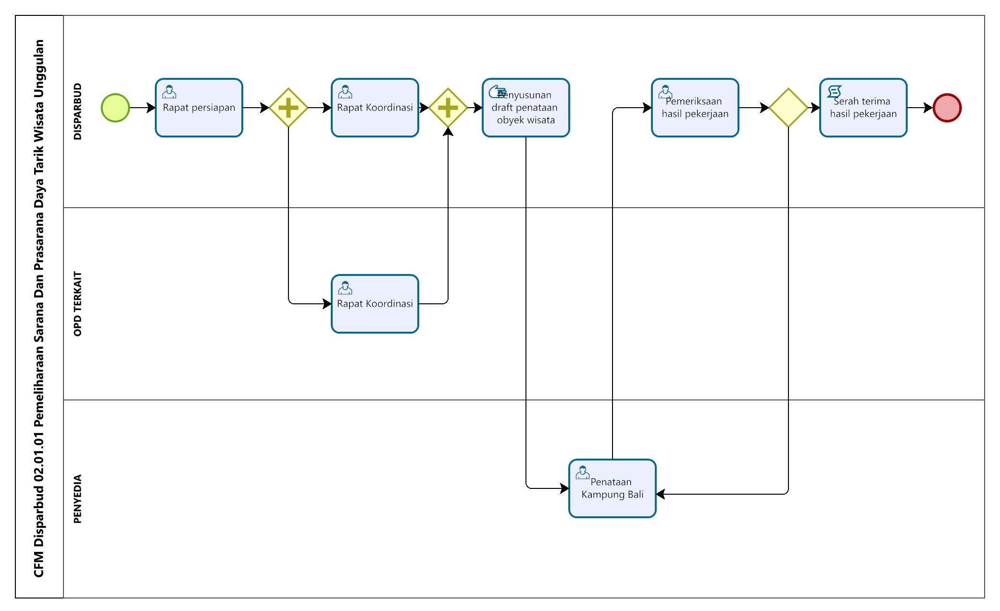 CFM Disparbud 02.01.01 Pemeliharaan Sarana Dan Prasarana Daya Tarik Wisata Unggulan
DISPARBUD
Rapat persiapan
Rapat Koordinasi
Penyusunan
draft penataan
obyek wisata
Pemeriksaan
hasil pekerjaan
Serah terima
hasil pekerjaan
OPD TERKAIT
Rapat Koordinasi
PENYEDIA
Penataan
Kampung Bali